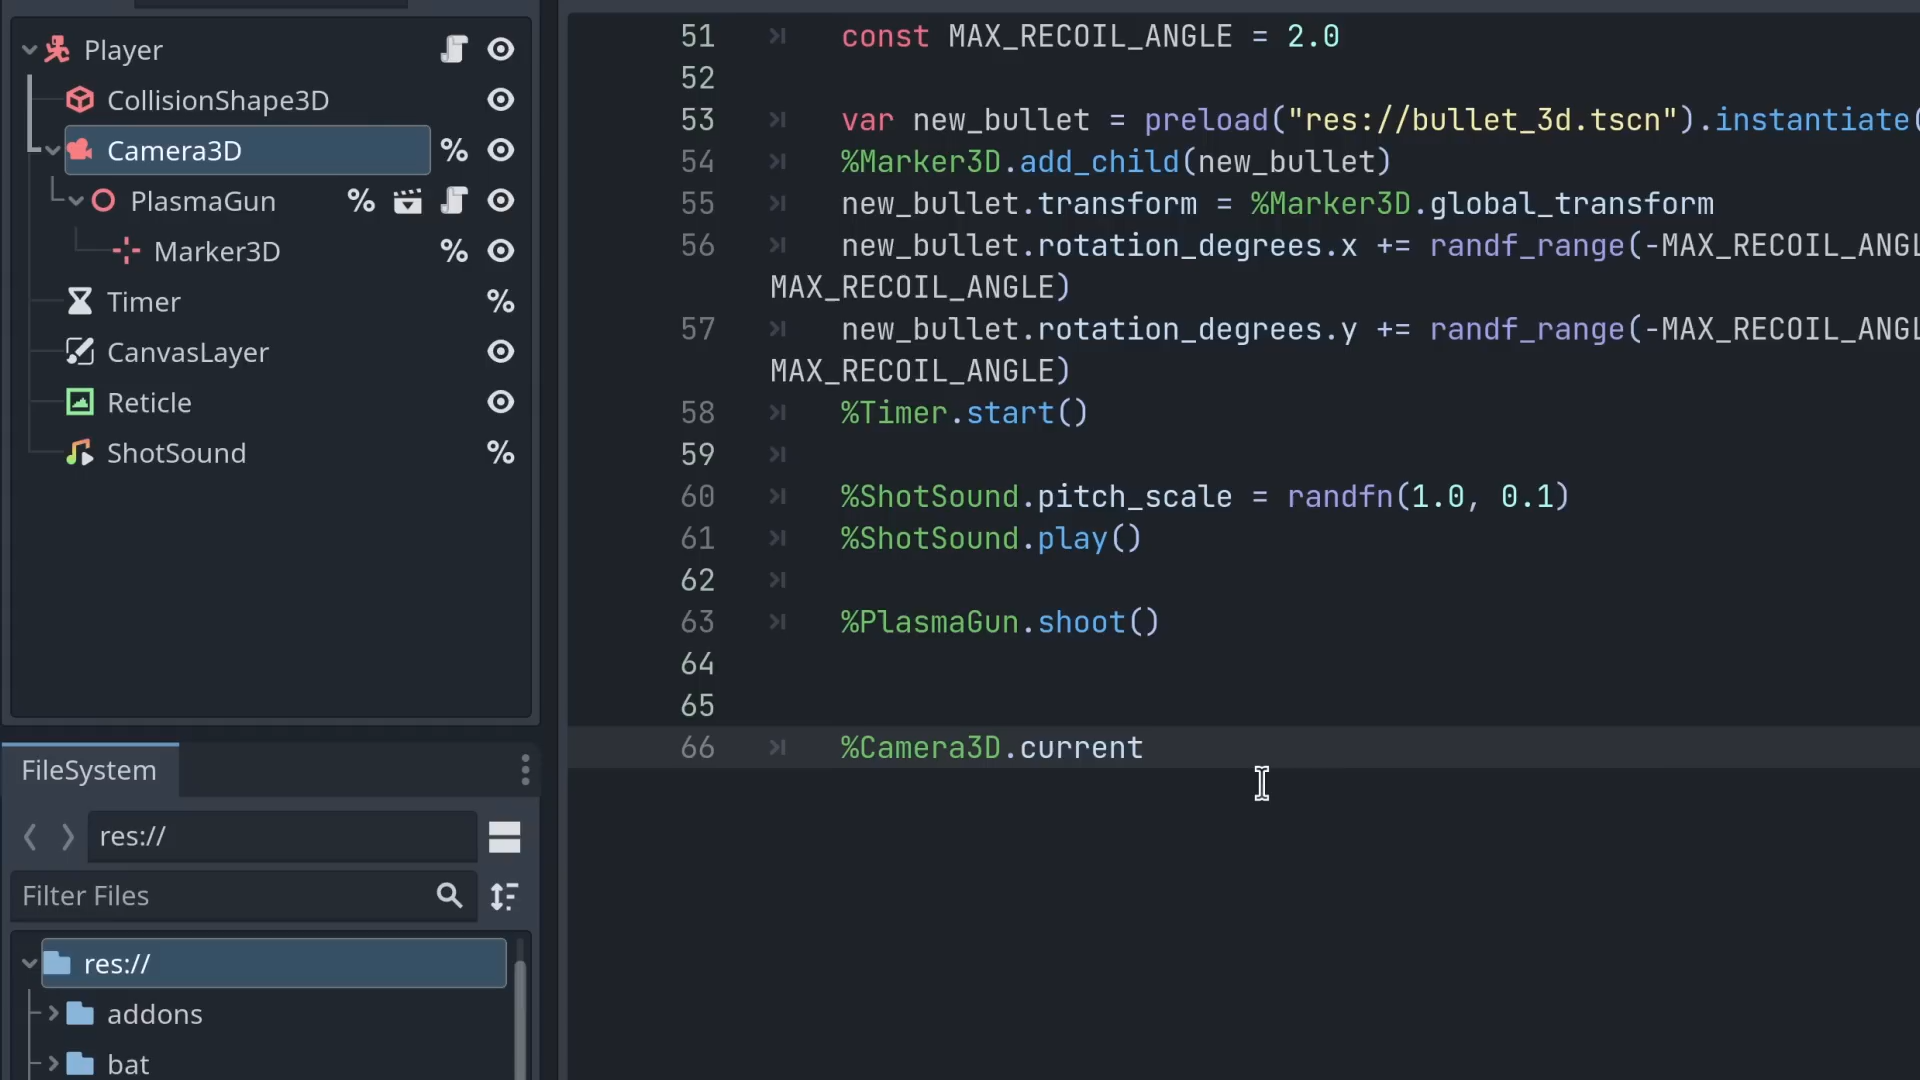 Player
CollisionShape3D
Camera3D %
PlasmaGun %
Marker3D %
Timer %
CanvasLayer
Reticle
ShotSound %
FileSystem
res://
Filter Files
res://
addons
bat
51 const MAX_RECOIL_ANGLE = 2.0
52
53 var new_bullet = preload("res://bullet_3d.tscn").instantiate(
54 %Marker3D.add_child(new_bullet)
55 new_bullet.transform = %Marker3D.global_transform
56 new_bullet.rotation_degrees.x += randf_range(-MAX_RECOIL_ANGL
MAX_RECOIL_ANGLE)
57 new_bullet.rotation_degrees.y += randf_range(-MAX_RECOIL_ANGL
MAX_RECOIL_ANGLE)
58 %Timer.start()
59
60 %ShotSound.pitch_scale = randfn(1.0, 0.1)
61 %ShotSound.play()
62
63 %PlasmaGun.shoot()
64
65
66 %Camera3D.current